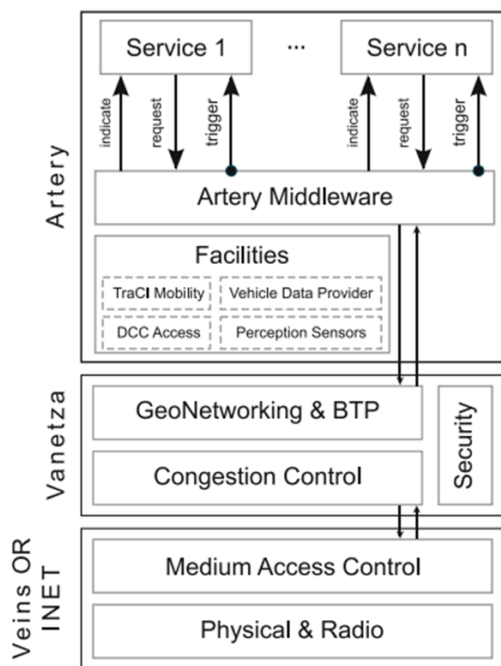 Service 1
...
Service n
indicate
request
trigger
indicate
request
trigger
Artery
Artery Middleware
Facilities
TraCI Mobility
Vehicle Data Provider
DCC Access
Perception Sensors
Vanetza
GeoNetworking & BTP
Congestion Control
Security
Veins OR
INET
Medium Access Control
Physical & Radio